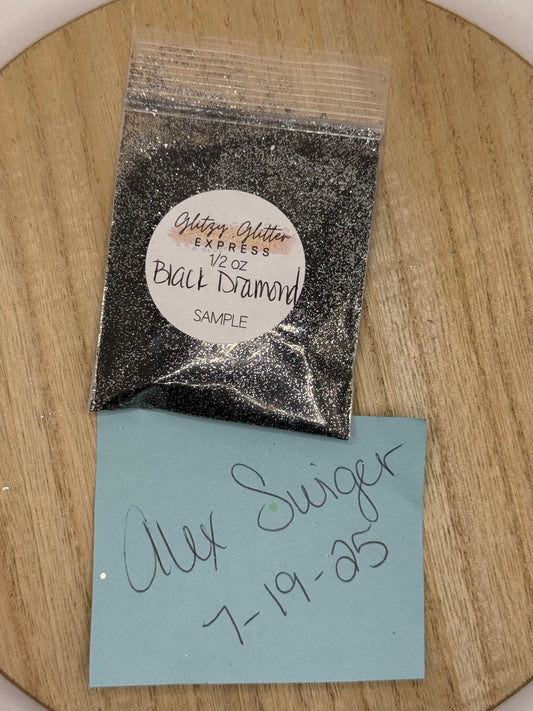 Glitzy Glitter
EXPRESS
1/2 OZ
Black Diamond
SAMPLE
Alex Swiger
7-19-25